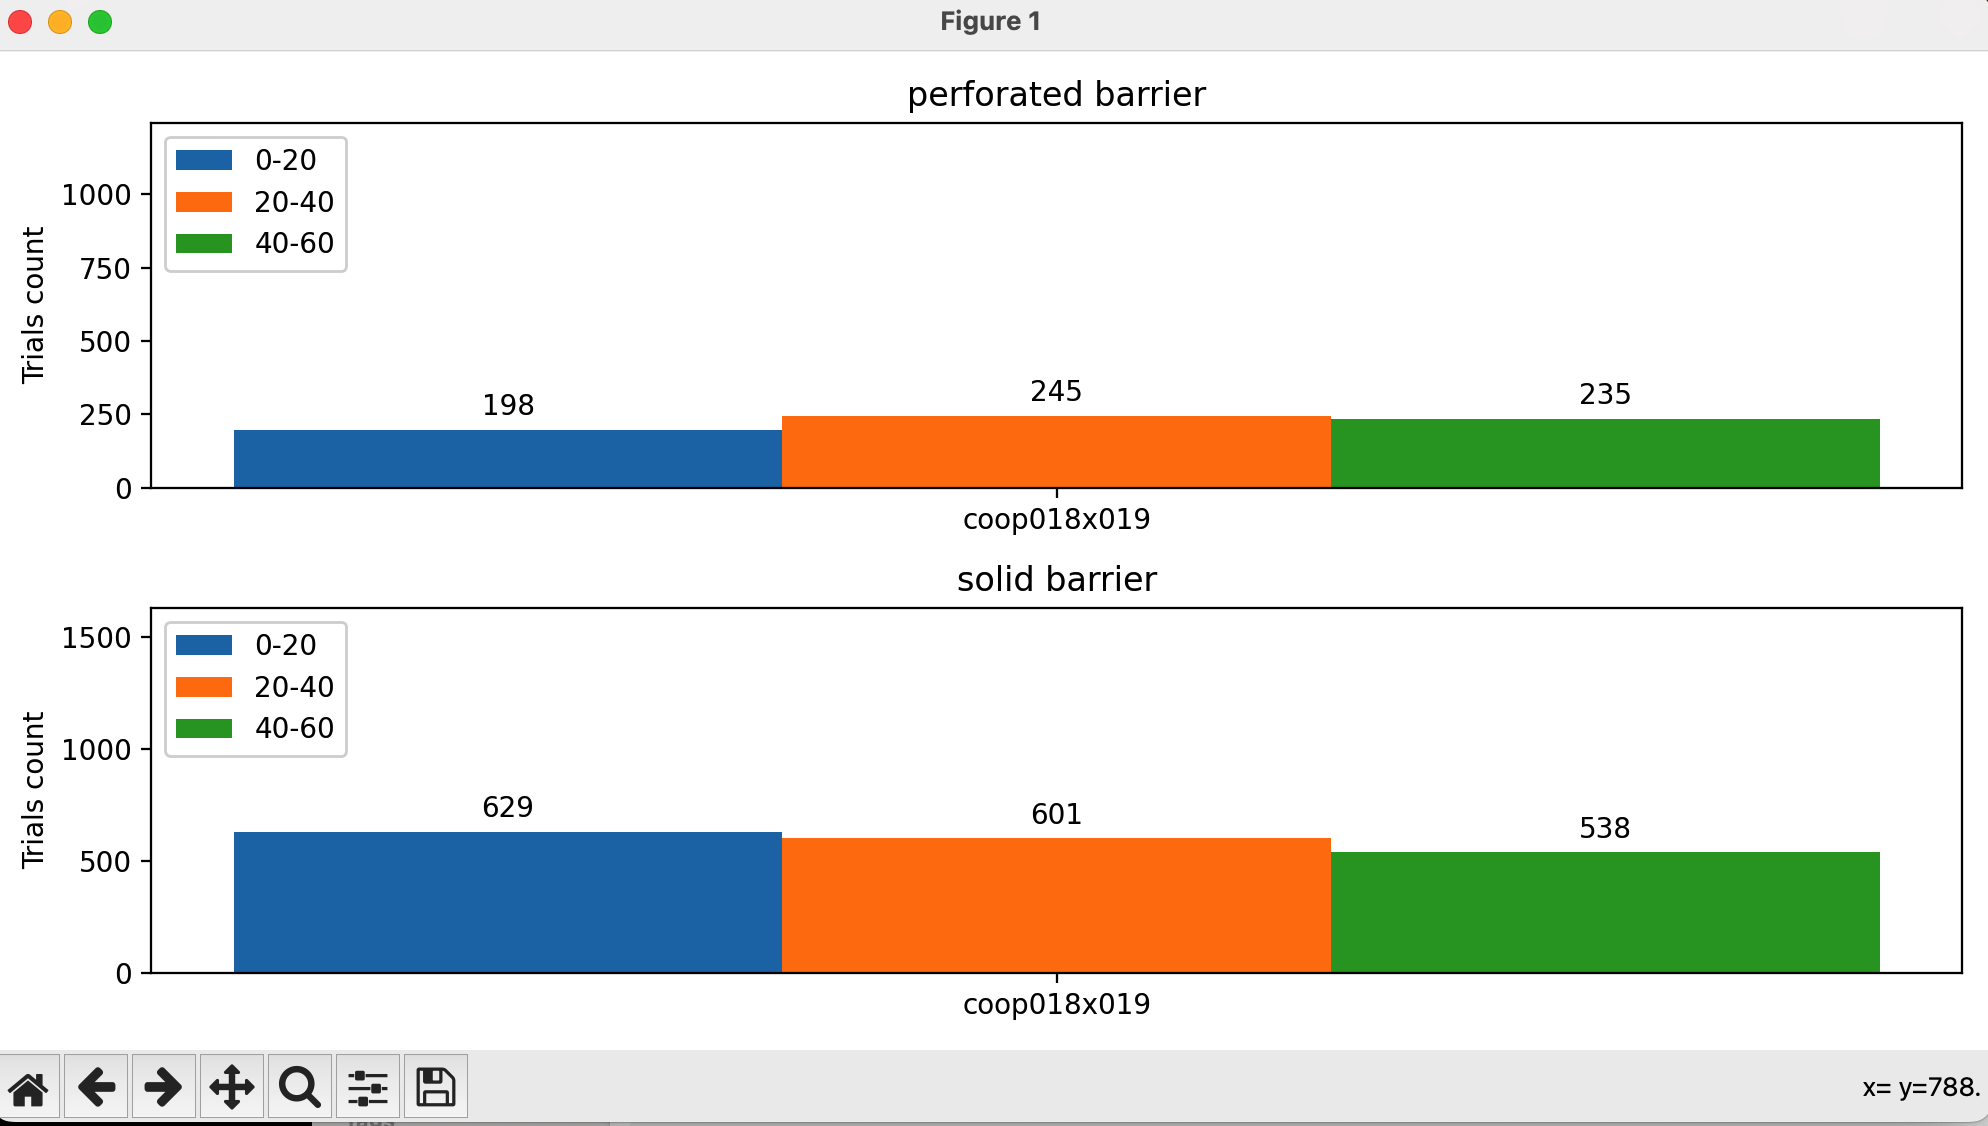 Figure 1
perforated barrier
Trials count
1000
750
500
250
0
0-20
20-40
40-60
198
245
235
coop018x019
solid barrier
Trials count
1500
1000
500
0
0-20
20-40
40-60
629
601
538
coop018x019
x= y=788.